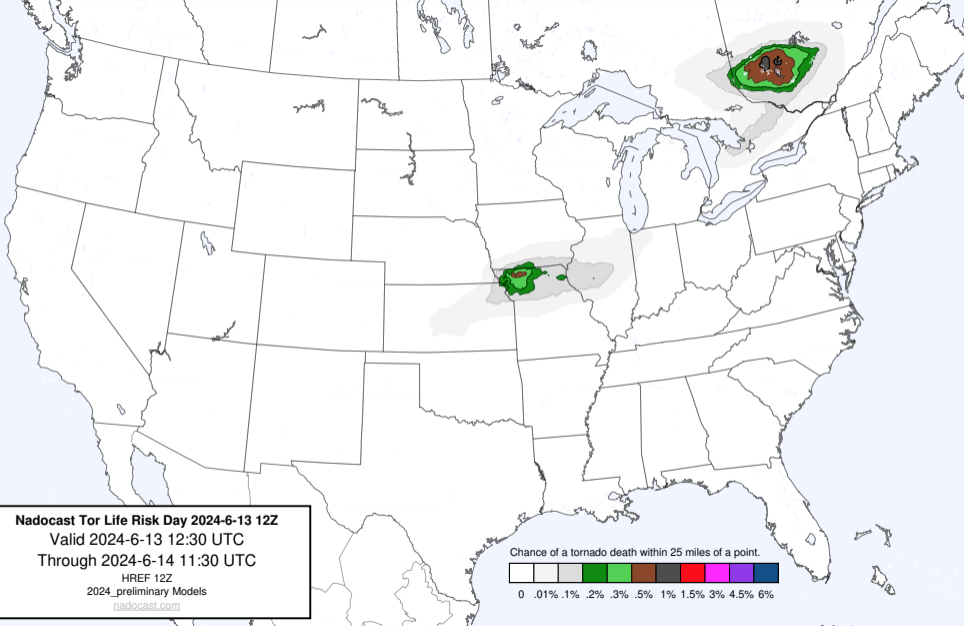 Nadocast Tor Life Risk Day 2024-6-13 12Z
Valid 2024-6-13 12:30 UTC
Through 2024-6-14 11:30 UTC
HREF 12Z
2024_preliminary Models
nadocast.com
Chance of a tornado death within 25 miles of a point.
0 .01% .1% .2% .3% .5% 1% 1.5% 3% 4.5% 6%